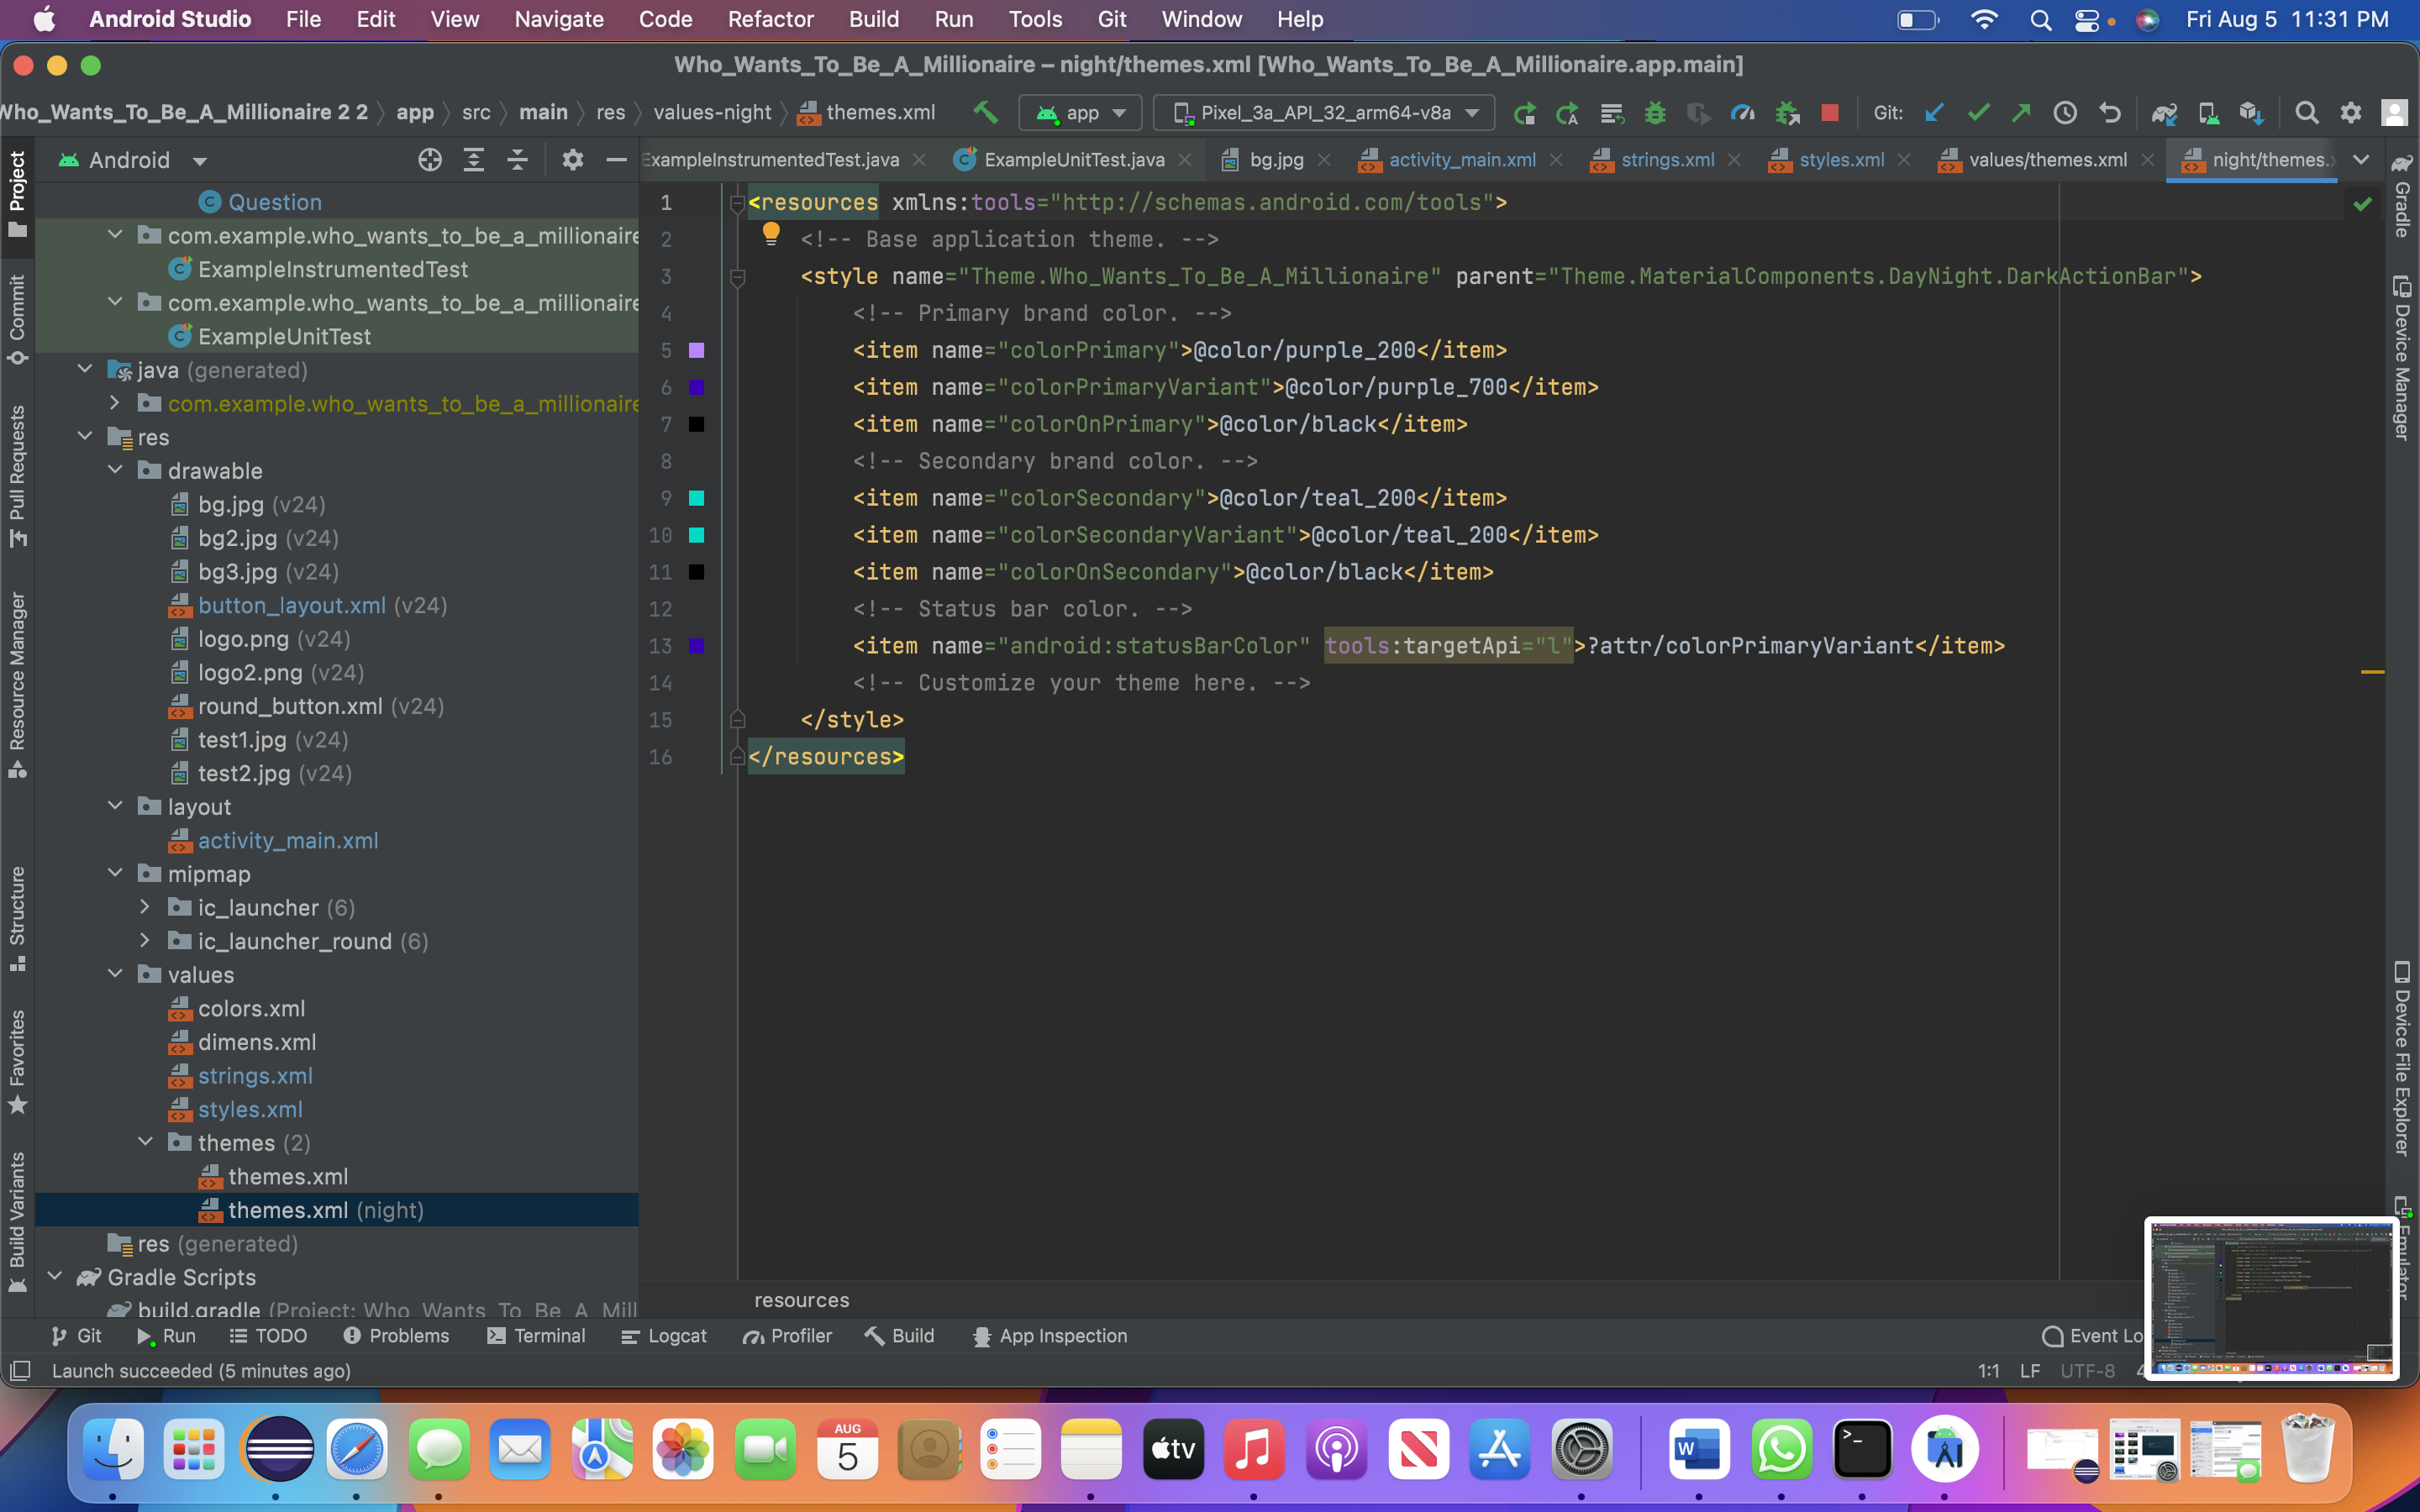 Android Studio File Edit View Navigate Code Refactor Build Run Tools Git Window Help Fri Aug 5 11:31 PM
Who_Wants_To_Be_A_Millionaire – night/themes.xml [Who_Wants_To_Be_A_Millionaire.app.main]
Who_Wants_To_Be_A_Millionaire 2 2 app src main res values-night themes.xml app Pixel_3a_API_32_arm64-v8a Git:
Android ExampleInstrumentedTest.java ExampleUnitTest.java bg.jpg activity_main.xml strings.xml styles.xml values/themes.xml night/themes.
Project
Commit
Pull Requests
Resource Manager
Structure
Favorites
Build Variants
Question
com.example.who_wants_to_be_a_millionaire
ExampleInstrumentedTest
com.example.who_wants_to_be_a_millionaire
ExampleUnitTest
java (generated)
com.example.who_wants_to_be_a_millionaire
res
drawable
bg.jpg (v24)
bg2.jpg (v24)
bg3.jpg (v24)
button_layout.xml (v24)
logo.png (v24)
logo2.png (v24)
round_button.xml (v24)
test1.jpg (v24)
test2.jpg (v24)
layout
activity_main.xml
mipmap
ic_launcher (6)
ic_launcher_round (6)
values
colors.xml
dimens.xml
strings.xml
styles.xml
themes (2)
themes.xml
themes.xml (night)
res (generated)
Gradle Scripts
build.gradle (Project: Who_Wants_To_Be_A_Mill
1 <resources xmlns:tools="http://schemas.android.com/tools">
2 <!-- Base application theme. -->
3 <style name="Theme.Who_Wants_To_Be_A_Millionaire" parent="Theme.MaterialComponents.DayNight.DarkActionBar">
4 <!-- Primary brand color. -->
5 <item name="colorPrimary">@color/purple_200</item>
6 <item name="colorPrimaryVariant">@color/purple_700</item>
7 <item name="colorOnPrimary">@color/black</item>
8 <!-- Secondary brand color. -->
9 <item name="colorSecondary">@color/teal_200</item>
10 <item name="colorSecondaryVariant">@color/teal_200</item>
11 <item name="colorOnSecondary">@color/black</item>
12 <!-- Status bar color. -->
13 <item name="android:statusBarColor" tools:targetApi="l">?attr/colorPrimaryVariant</item>
14 <!-- Customize your theme here. -->
15 </style>
16 </resources>
resources
Gradle
Device Manager
Device File Explorer
Emulator
Git Run TODO Problems Terminal Logcat Profiler Build App Inspection Event Lo
Launch succeeded (5 minutes ago) 1:1 LF UTF-8 4
AUG
5
tv
W
>_